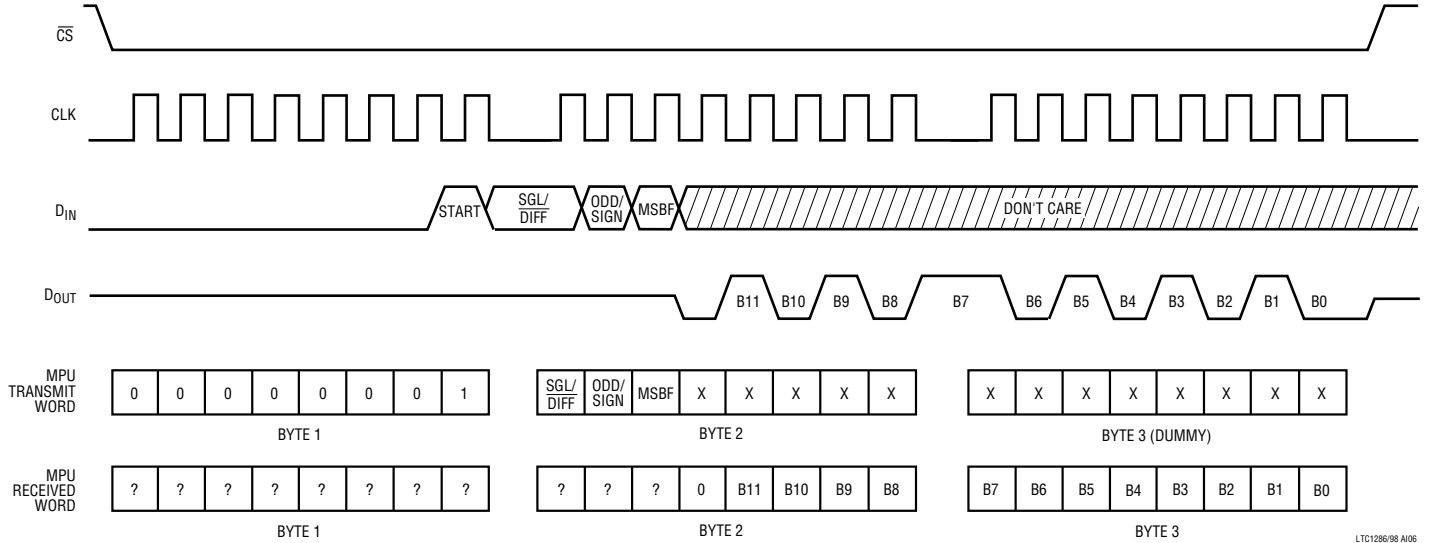 CS
CLK
DIN
START SGL/ DIFF ODD/ SIGN MSBF DON'T CARE
DOUT
B11 B10 B9 B8 B7 B6 B5 B4 B3 B2 B1 B0
MPU TRANSMIT WORD
0 0 0 0 0 0 0 1
SGL/ DIFF ODD/ SIGN MSBF X X X X X
X X X X X X X X
BYTE 1
BYTE 2
BYTE 3 (DUMMY)
MPU RECEIVED WORD
? ? ? ? ? ? ? ?
? ? ? 0 B11 B10 B9 B8
B7 B6 B5 B4 B3 B2 B1 B0
BYTE 1
BYTE 2
BYTE 3
LTC1286/98 AI06